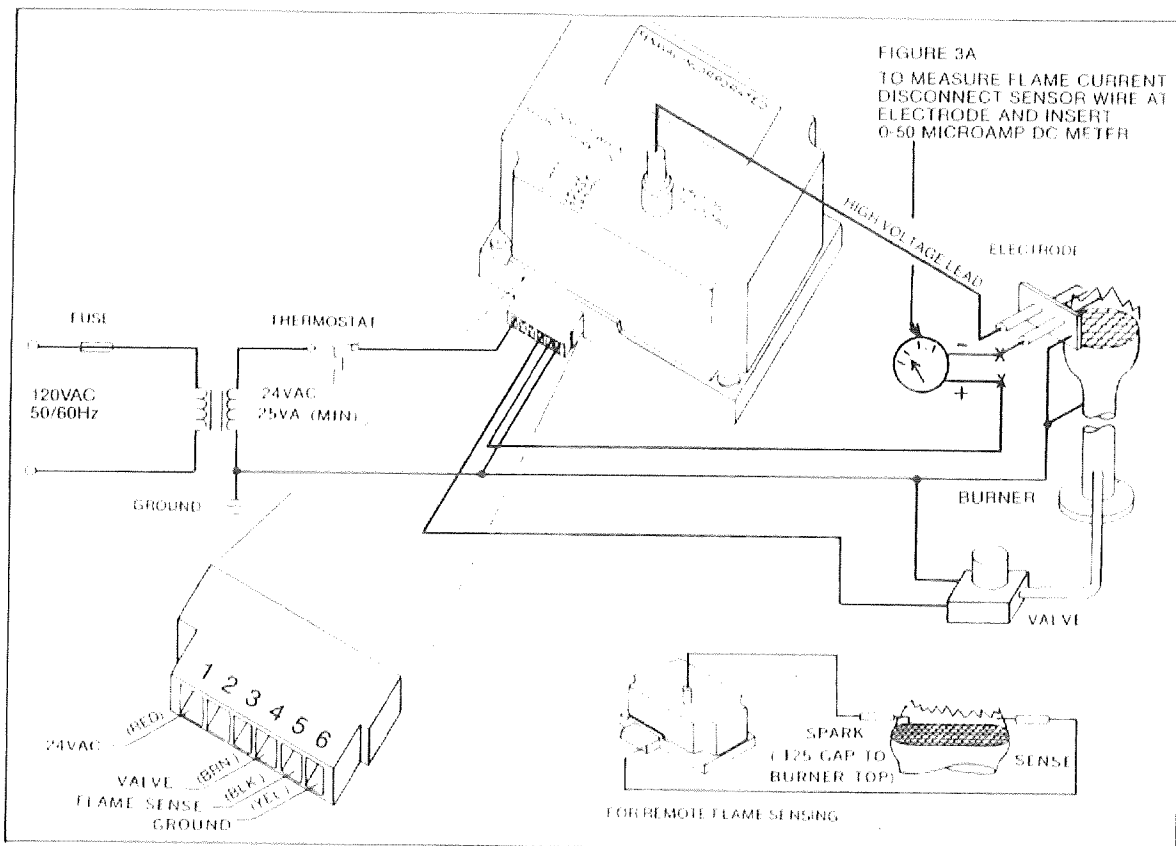 FIGURE 3A
TO MEASURE FLAME CURRENT
DISCONNECT SENSOR WIRE AT
ELECTRODE AND INSERT
0-50 MICROAMP DC METER
HIGH VOLTAGE LEAD
ELECTRODE
FUSE
THERMOSTAT
120VAC
50/60Hz
24VAC
25VA (MIN)
-
+
GROUND
BURNER
VALVE
1 2 3 4 5 6
24VAC (RED)
VALVE (BRN)
FLAME SENSE (BLK)
GROUND (YEL)
SPARK
(.125 GAP TO
BURNER TOP)
SENSE
FOR REMOTE FLAME SENSING